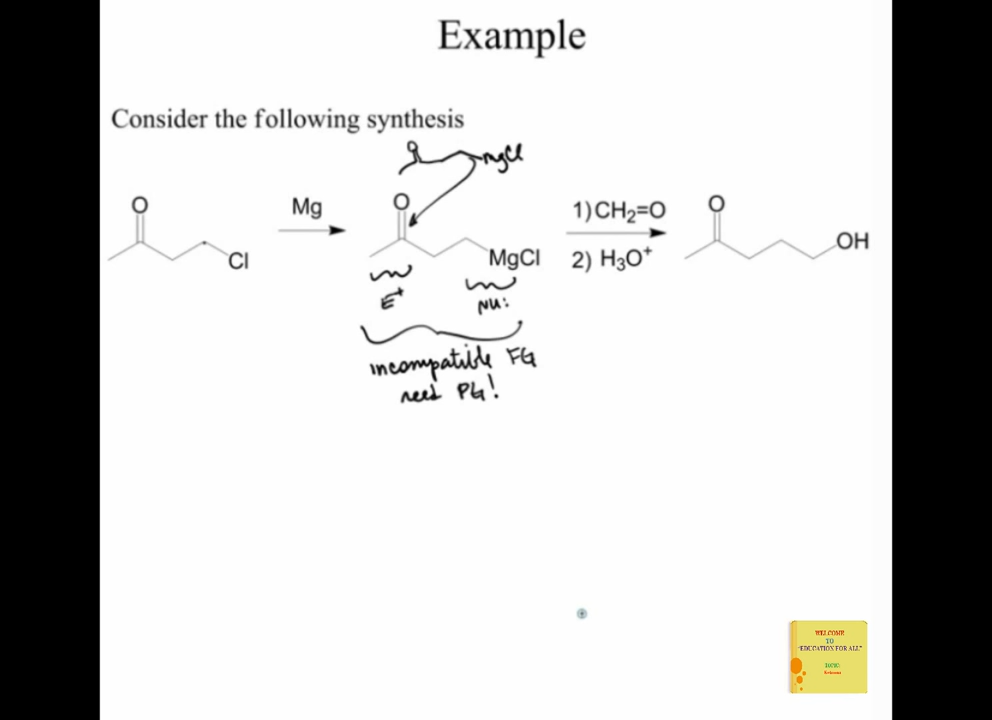 Example
Consider the following synthesis
MgCl
O
Mg
O
1) CH2=O
O
Cl
MgCl
2) H3O+
OH
E+
Nu:
incompatible FG
need PG!
WELCOME
TO
"EDUCATION FOR ALL"